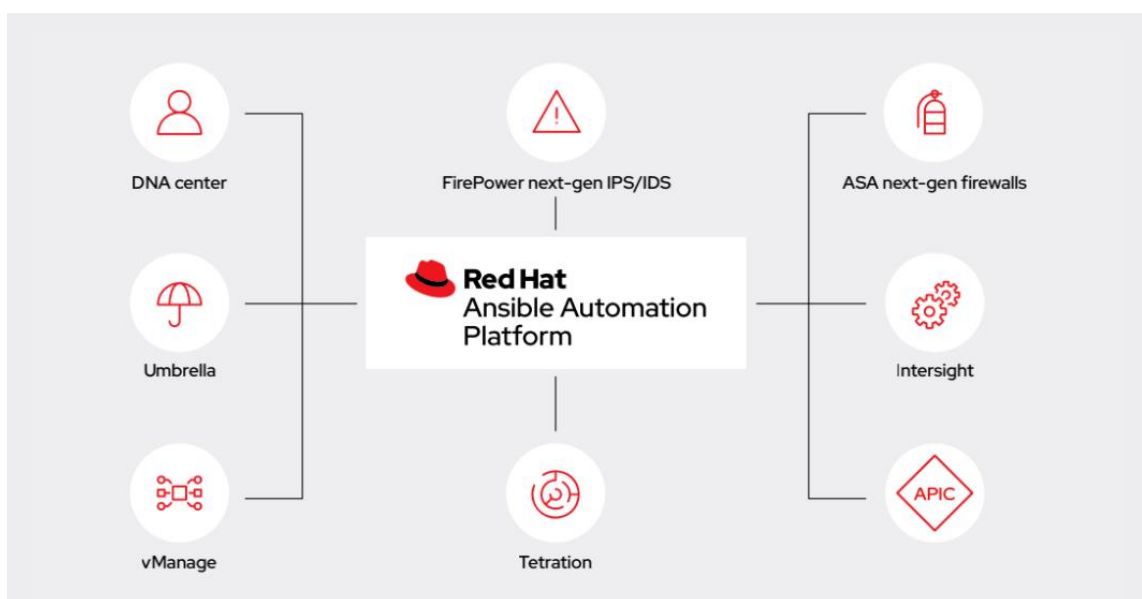 DNA center
FirePower next-gen IPS/IDS
ASA next-gen firewalls
Red Hat
Ansible Automation
Platform
Umbrella
Intersight
APIC
vManage
Tetration